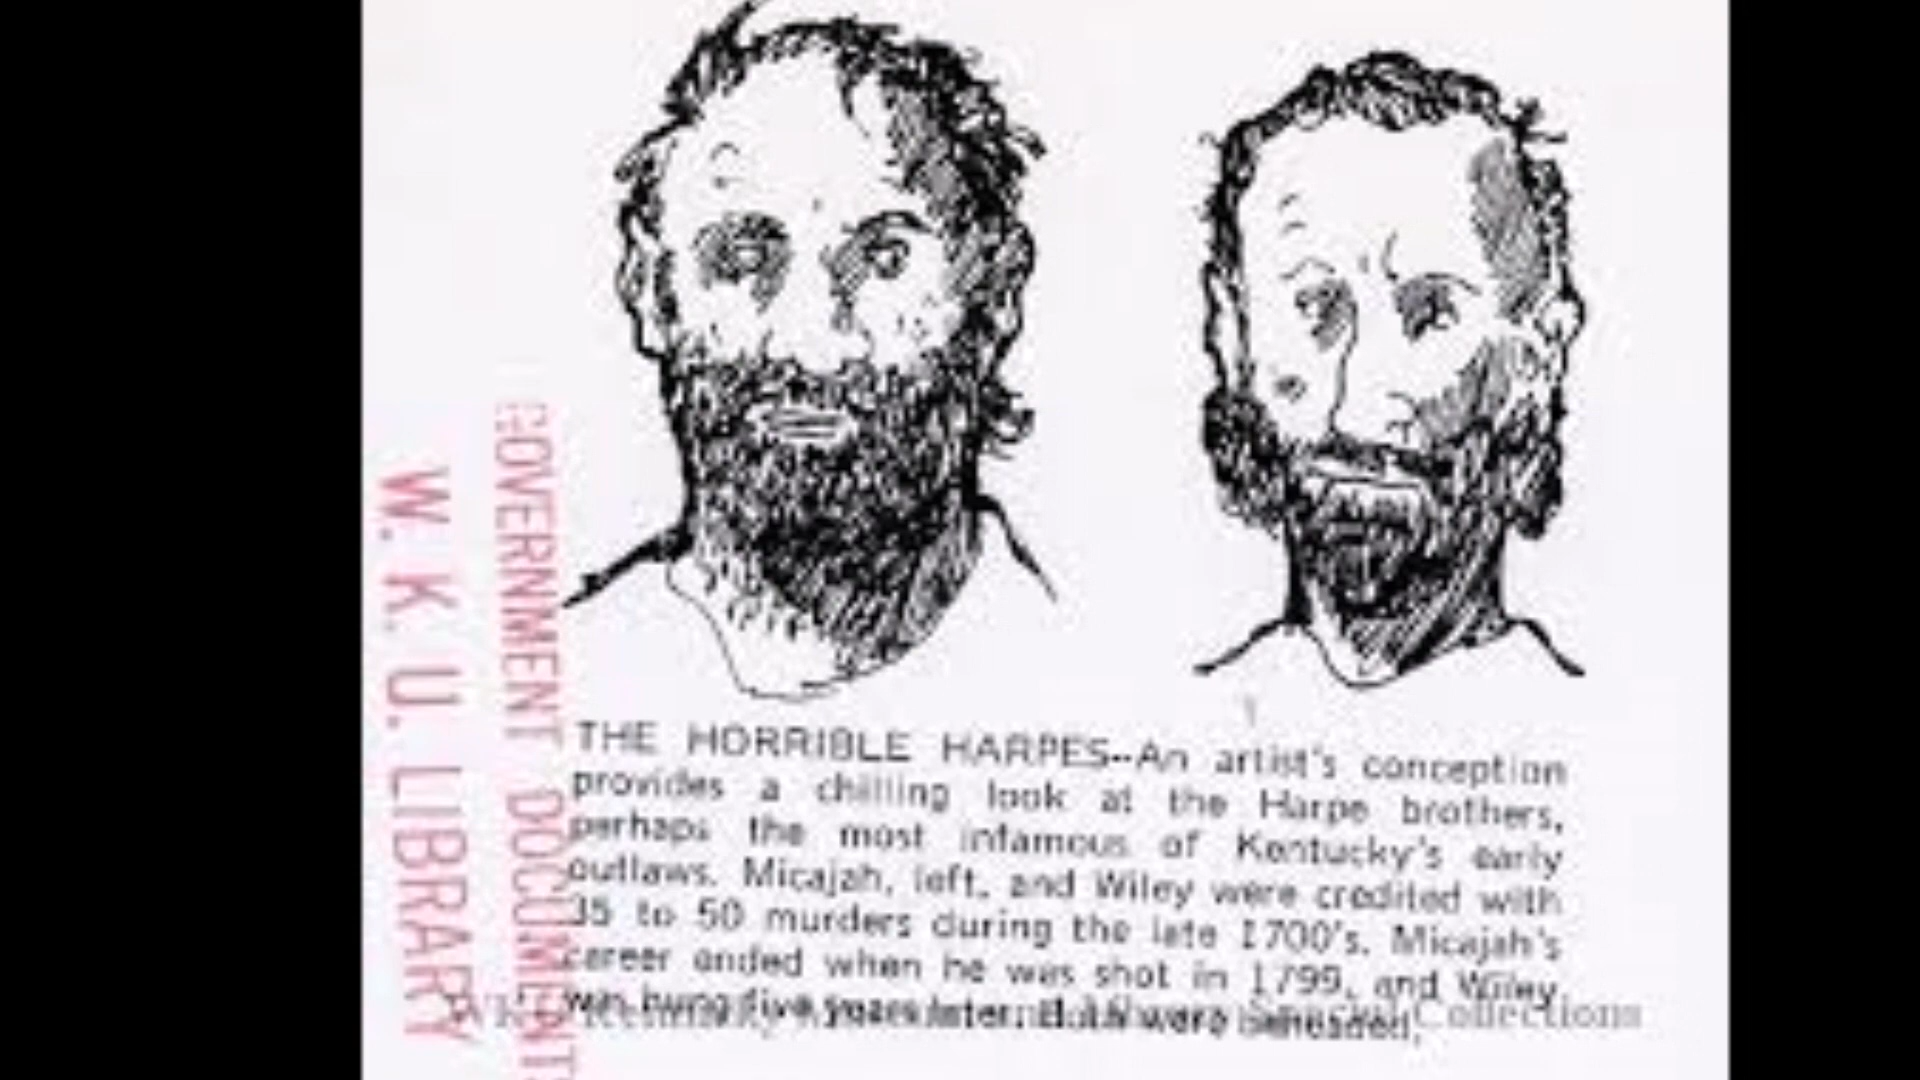 THE HORRIBLE HARPES--An artist's conception
provides a chilling look at the Harpe brothers,
perhaps the most infamous of Kentucky's early
outlaws. Micajah, left, and Wiley were credited with
35 to 50 murders during the late 1700's. Micajah's
career ended when he was shot in 1799, and Wiley
was hung five years later. Both were beheaded.
Collections
GOVERNMENT DOCUMENTS
W. K. U. LIBRARY